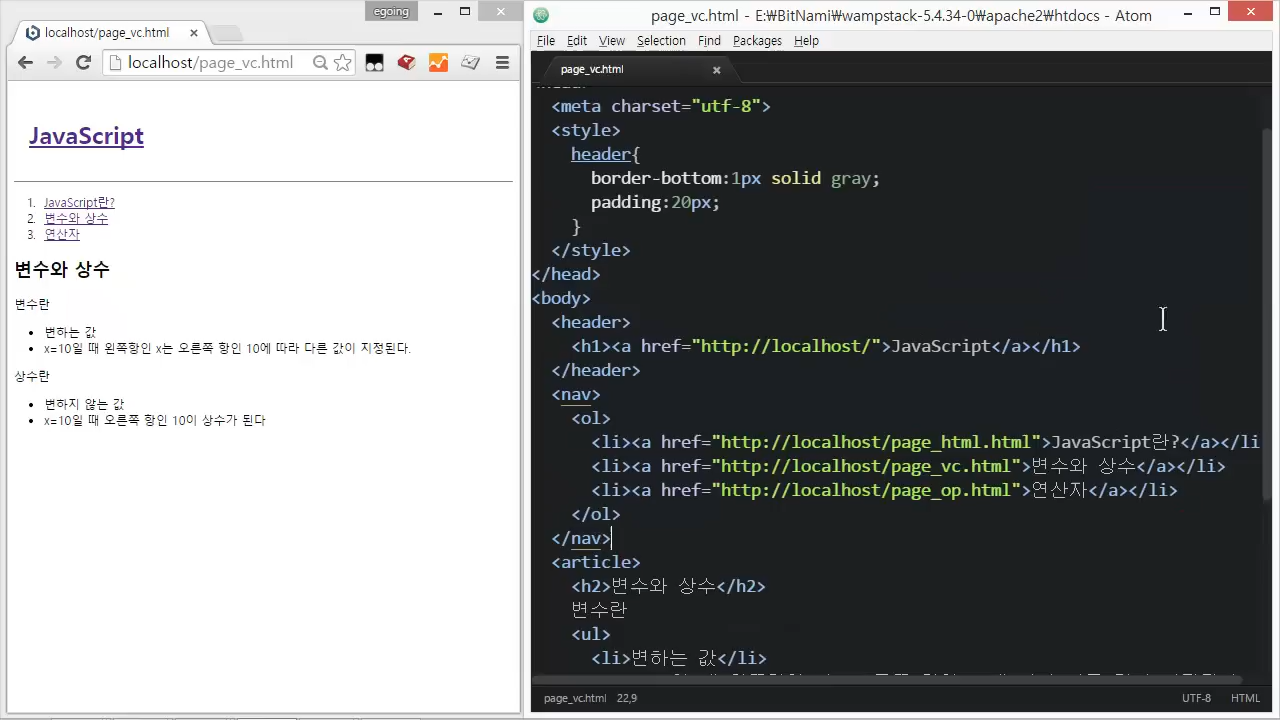 egoing
localhost/page_vc.html
localhost/page_vc.html
JavaScript
1. JavaScript란?
2. 변수와 상수
3. 연산자
변수와 상수
변수란
• 변하는 값
• x=10일 때 왼쪽항인 x는 오른쪽 항인 10에 따라 다른 값이 지정된다.
상수란
• 변하지 않는 값
• x=10일 때 오른쪽 항인 10이 상수가 된다
page_vc.html - E:₩BitNami₩wampstack-5.4.34-0₩apache2₩htdocs - Atom
File Edit View Selection Find Packages Help
page_vc.html
<meta charset="utf-8">
<style>
header{
border-bottom:1px solid gray;
padding:20px;
}
</style>
</head>
<body>
<header>
<h1><a href="http://localhost/">JavaScript</a></h1>
</header>
<nav>
<ol>
<li><a href="http://localhost/page_html.html">JavaScript란?</a></li
<li><a href="http://localhost/page_vc.html">변수와 상수</a></li>
<li><a href="http://localhost/page_op.html">연산자</a></li>
</ol>
</nav>
<article>
<h2>변수와 상수</h2>
변수란
<ul>
<li>변하는 값</li>
page_vc.html 22,9 UTF-8 HTML